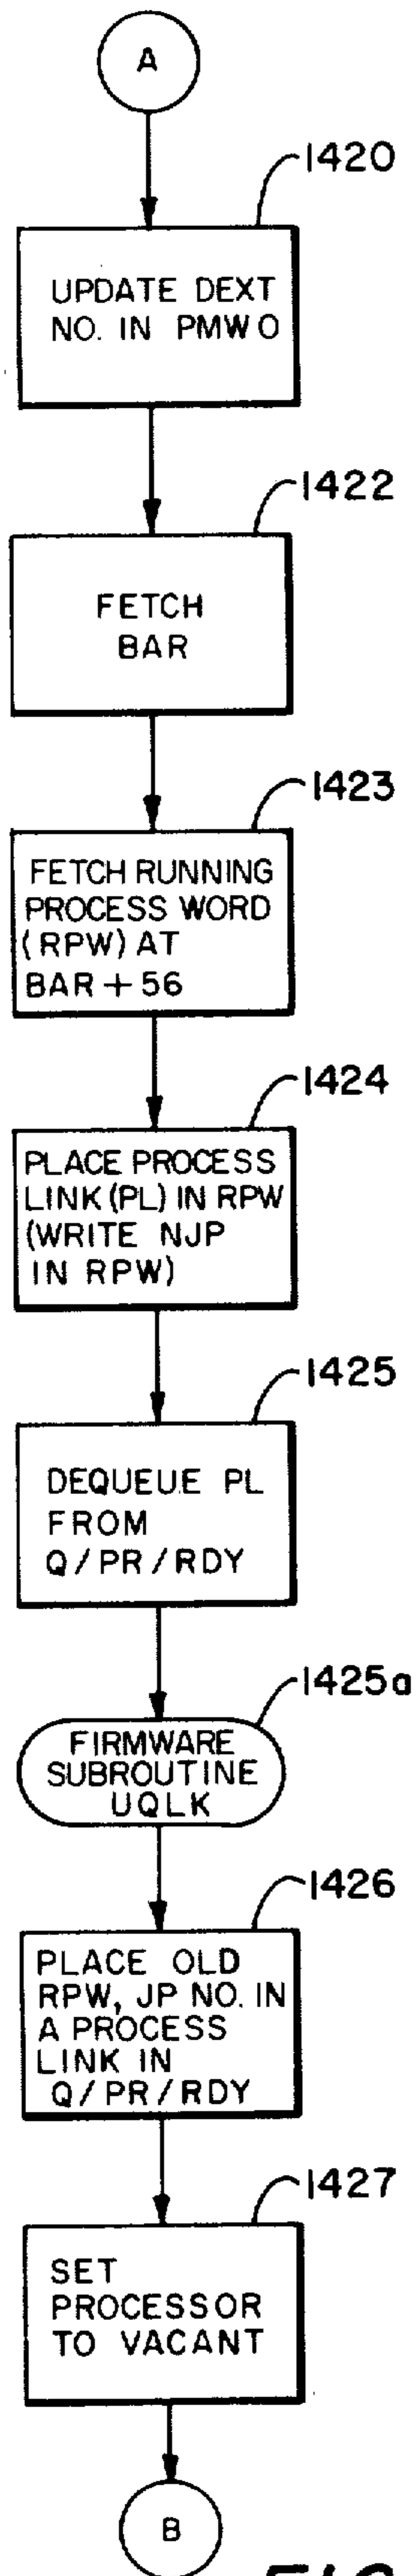 A
1420
UPDATE DEXT
NO. IN PMWO
1422
FETCH
BAR
1423
FETCH RUNNING
PROCESS WORD
(RPW) AT
BAR + 56
1424
PLACE PROCESS
LINK (PL) IN RPW
(WRITE NJP
IN RPW)
1425
DEQUEUE PL
FROM
Q/PR/RDY
1425a
FIRMWARE
SUBROUTINE
UQLK
1426
PLACE OLD
RPW, JP NO. IN
A PROCESS
LINK IN
Q/PR/RDY
1427
SET
PROCESSOR
TO VACANT
B